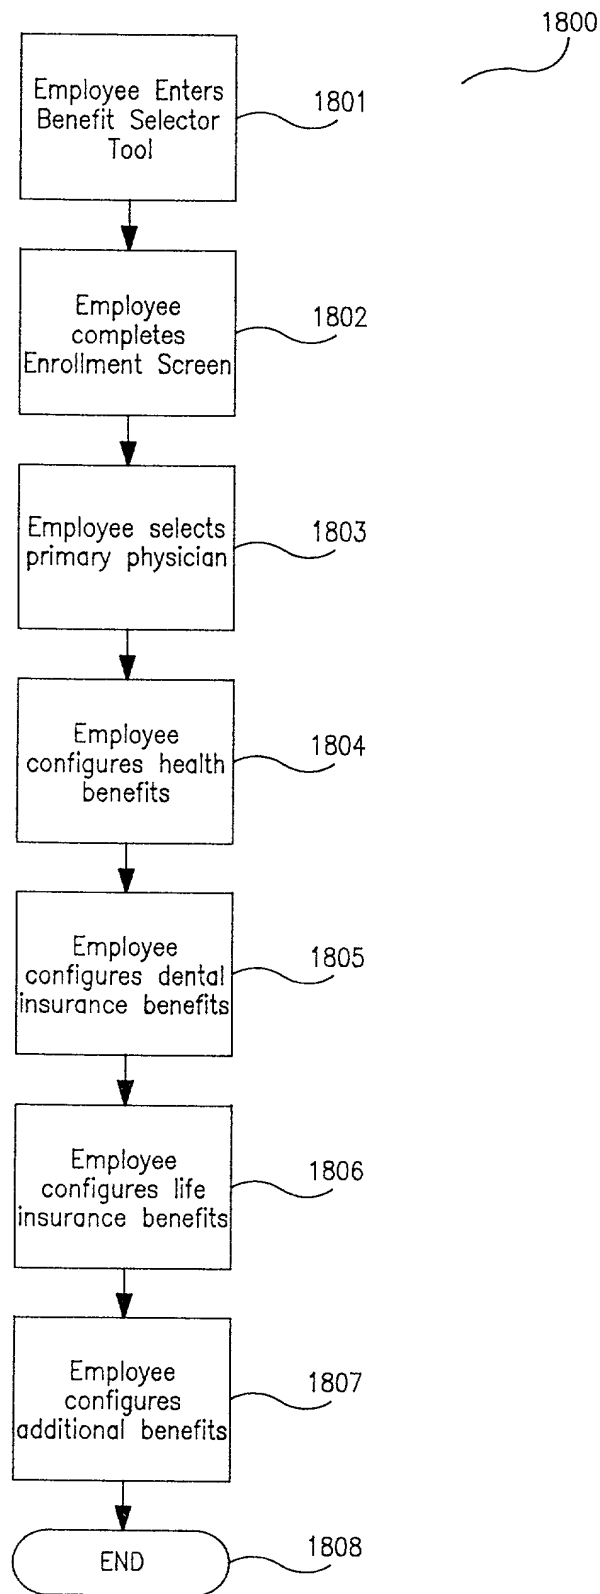 1800
Employee Enters
Benefit Selector
Tool
1801
Employee
completes
Enrollment Screen
1802
Employee selects
primary physician
1803
Employee
configures health
benefits
1804
Employee
configures dental
insurance benefits
1805
Employee
configures life
insurance benefits
1806
Employee
configures
additional benefits
1807
END
1808